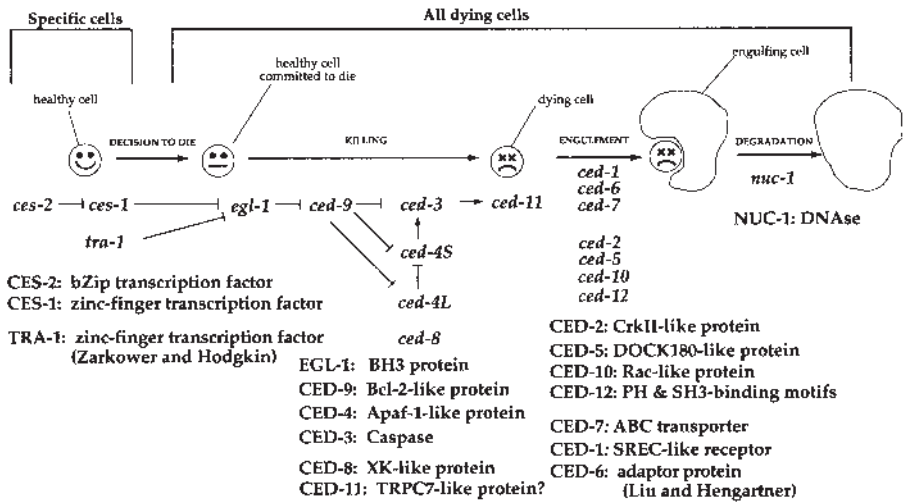 Specific cells
All dying cells
healthy cell
healthy cell
committed to die
dying cell
engulfing cell
DECISION TO DIE
KILLING
ENGULFMENT
DEGRADATION
ces-2
ces-1
egl-1
ced-9
ced-3
ced-11
ced-1
ced-6
ced-7
nuc-1
tra-1
ced-4S
ced-2
ced-5
ced-10
ced-12
NUC-1: DNAse
ced-4L
ced-8
CES-2: bZip transcription factor
CES-1: zinc-finger transcription factor
TRA-1: zinc-finger transcription factor
(Zarkower and Hodgkin)
EGL-1: BH3 protein
CED-9: Bcl-2-like protein
CED-4: Apaf-1-like protein
CED-3: Caspase
CED-8: XK-like protein
CED-11: TRPC7-like protein?
CED-2: CrkII-like protein
CED-5: DOCK180-like protein
CED-10: Rac-like protein
CED-12: PH & SH3-binding motifs
CED-7: ABC transporter
CED-1: SREC-like receptor
CED-6: adaptor protein
(Liu and Hengartner)